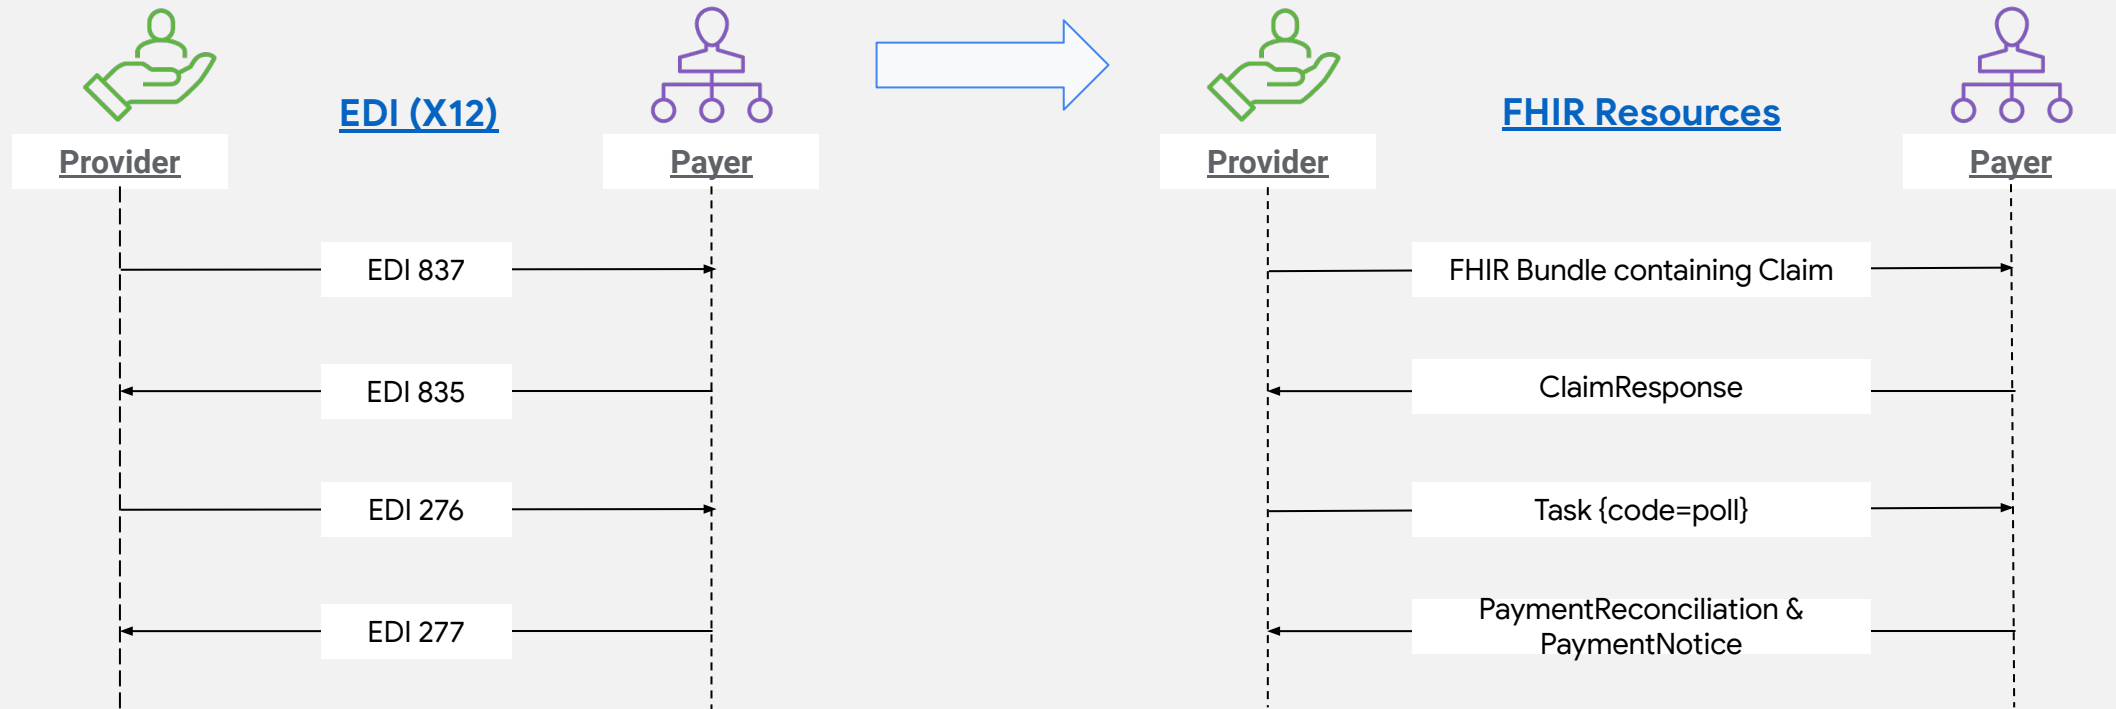 EDI (X12)
Provider
Payer
EDI 837
EDI 835
EDI 276
EDI 277
FHIR Resources
Provider
Payer
FHIR Bundle containing Claim
ClaimResponse
Task {code=poll}
PaymentReconciliation &
PaymentNotice